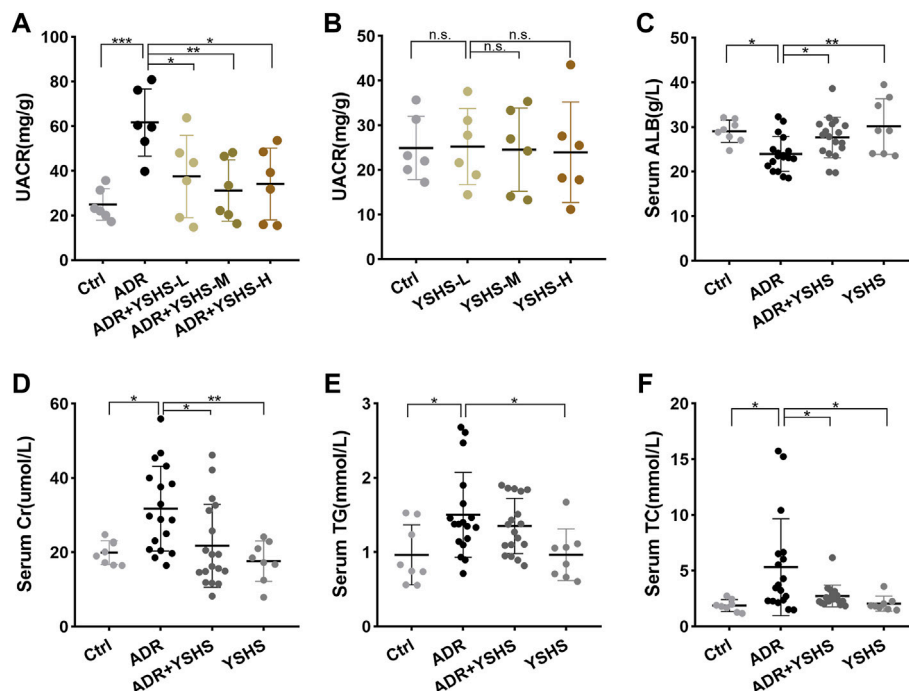 A
UACR(mg/g)
100
80
60
40
20
0
***
*
**
*
Ctrl
ADR
ADR+YSHS-L
ADR+YSHS-M
ADR+YSHS-H
B
UACR(mg/g)
50
40
30
20
10
0
n.s.
n.s.
n.s.
Ctrl
YSHS-L
YSHS-M
YSHS-H
C
Serum ALB(g/L)
50
40
30
20
10
0
*
**
*
Ctrl
ADR
ADR+YSHS
YSHS
D
Serum Cr(umol/L)
60
40
20
0
*
**
*
Ctrl
ADR
ADR+YSHS
YSHS
E
Serum TG(mmol/L)
3
2
1
0
*
*
Ctrl
ADR
ADR+YSHS
YSHS
F
Serum TC(mmol/L)
20
15
10
5
0
*
*
*
Ctrl
ADR
ADR+YSHS
YSHS